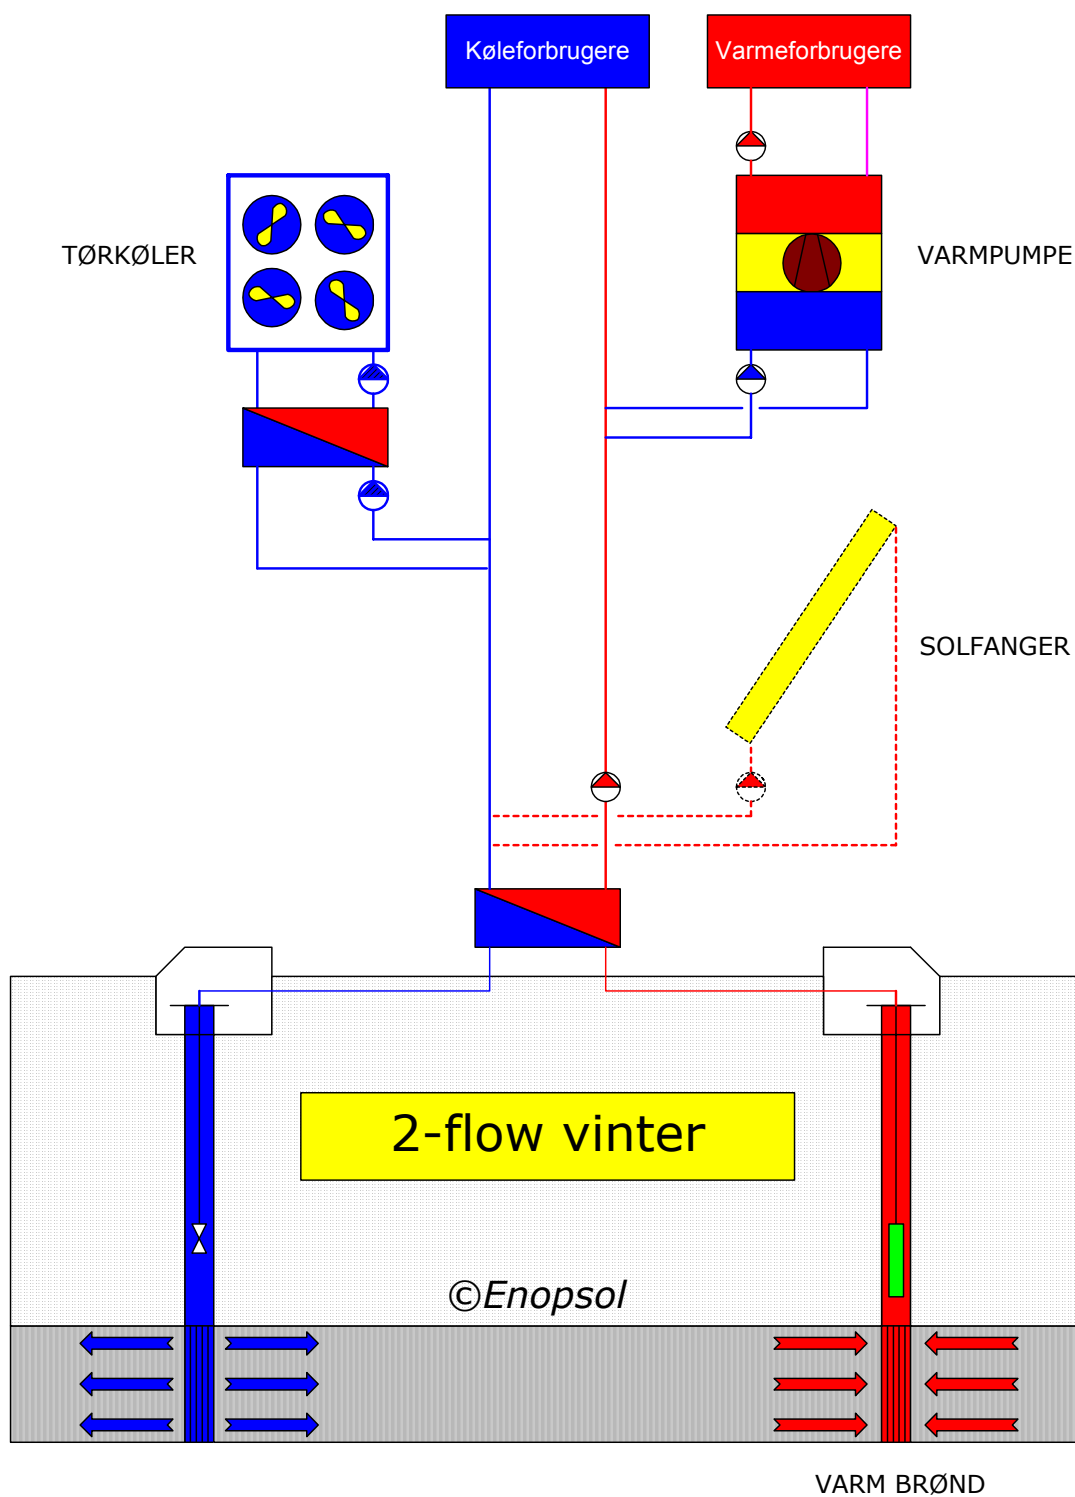 Køleforbrugere
Varmeforbrugere
TØRKØLER
VARMPUMPE
SOLFANGER
2-flow vinter
©Enopsol
VARM BRØND